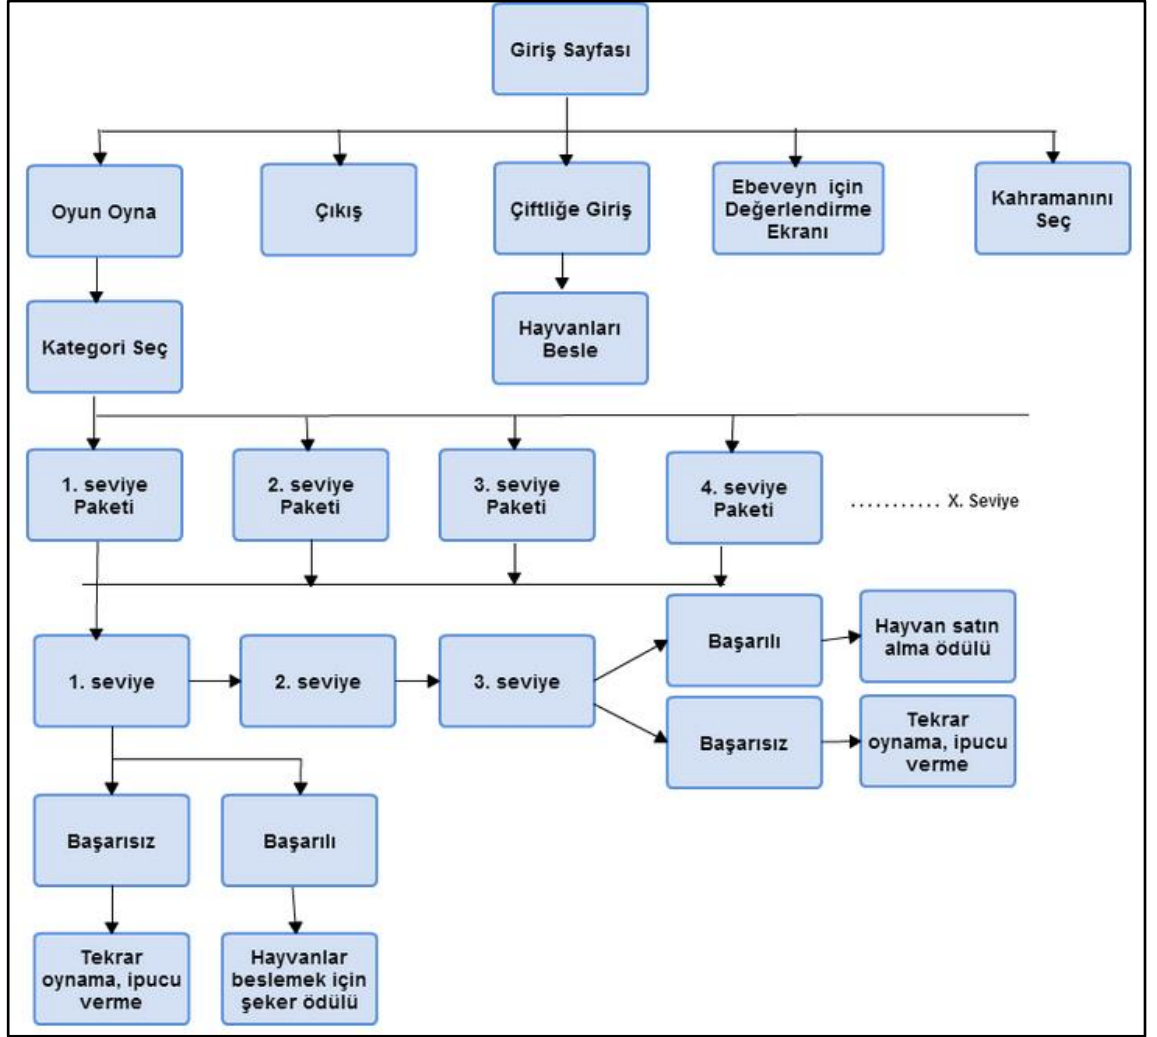 Giriş Sayfası
Oyun Oyna
Çıkış
Çiftliğe Giriş
Ebeveyn için
Değerlendirme
Ekranı
Kahramanını
Seç
Kategori Seç
Hayvanları
Besle
1. seviye
Paketi
2. seviye
Paketi
3. seviye
Paketi
4. seviye
Paketi
........... X. Seviye
1. seviye
2. seviye
3. seviye
Başarılı
Hayvan satın
alma ödülü
Başarısız
Tekrar
oynama, ipucu
verme
Başarısız
Başarılı
Tekrar
oynama, ipucu
verme
Hayvanlar
beslemek için
şeker ödülü